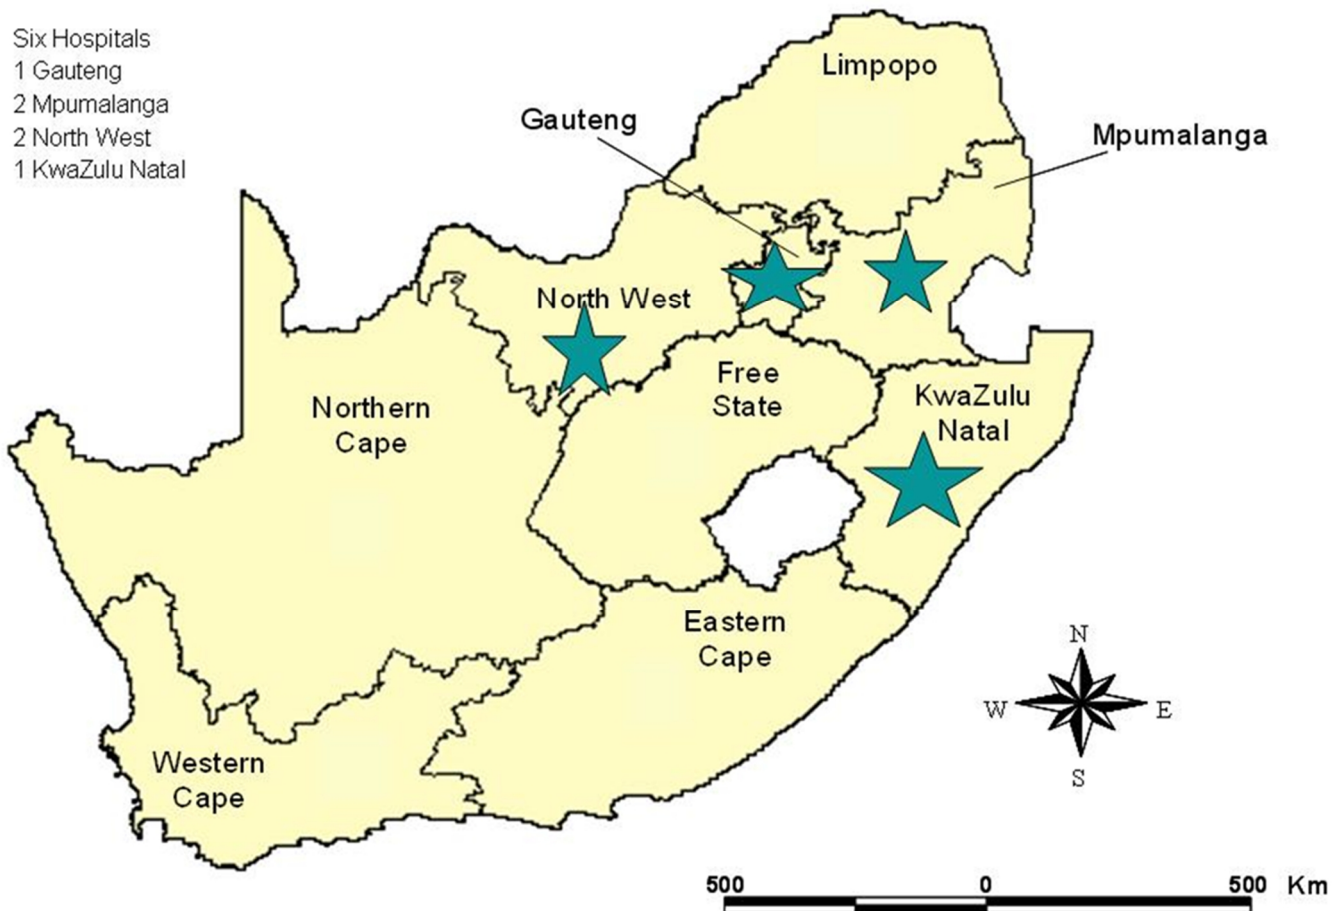 Six Hospitals
1 Gauteng
2 Mpumalanga
2 North West
1 KwaZulu Natal
Limpopo
Gauteng
Mpumalanga
North West
Free
State
KwaZulu
Natal
Northern
Cape
Eastern
Cape
Western
Cape
N
W E
S
500 0 500 Km